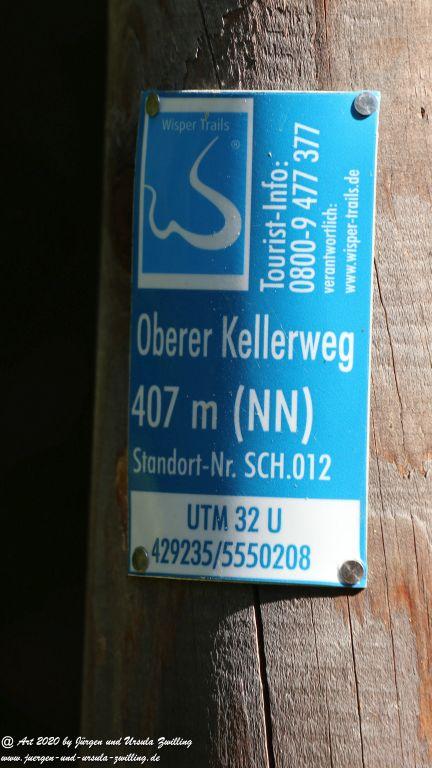 Wisper Trails
®
Tourist-Info:
0800-9 477 377
verantwortlich:
www.wisper-trails.de
Oberer Kellerweg
407 m (NN)
Standort-Nr. SCH.012
UTM 32 U
429235/5550208
@ Art 2020 by Jürgen und Ursula Zwilling
www.juergen-und-ursula-zwilling.de